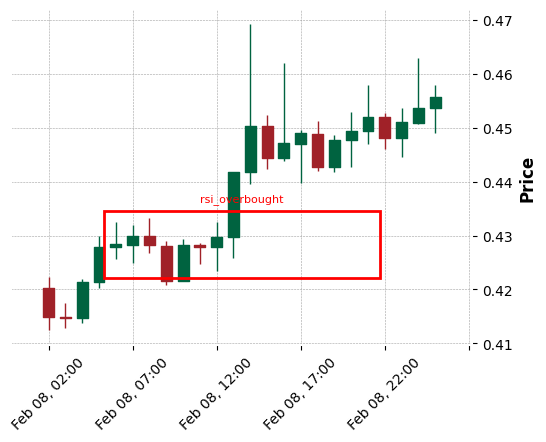 0.47
0.46
0.45
0.44
0.43
0.42
0.41
Price
rsi_overbought
Feb 08, 02:00
Feb 08, 07:00
Feb 08, 12:00
Feb 08, 17:00
Feb 08, 22:00